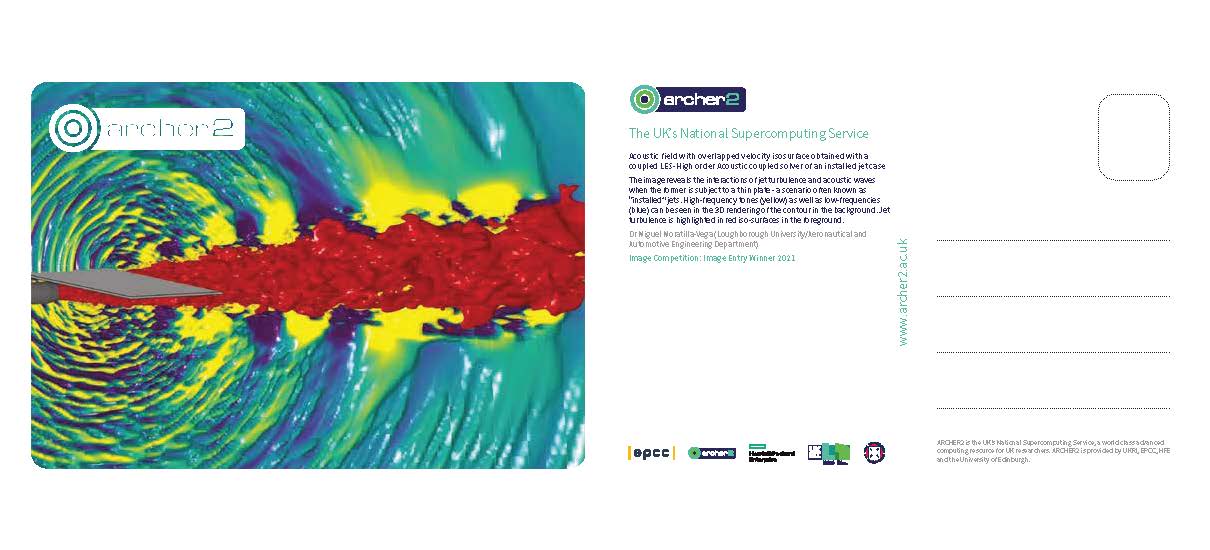 archer2
archer2
The UK's National Supercomputing Service
Acoustic field with overlapped velocity isosurface obtained with a
coupled LES-High order Acoustic coupled solver of an installed jet case
The image reveals the interactions of jet turbulence and acoustic waves
when the former is subject to a thin plate - a scenario often known as
"installed" jets. High-frequency tones (yellow) as well as low-frequencies
(blue) can be seen in the 3D rendering of the contour in the background. Jet
turbulence is highlighted in red iso-surfaces in the foreground.
Dr Miguel Moratilla-Vega (Loughborough University/Aeronautical and
Automotive Engineering Department)
Image Competition: Image Entry Winner 2021
www.archer2.ac.uk
epcc
archer2
Hewlett Packard
Enterprise
ARCHER2 is the UK's National Supercomputing Service, a world class advanced
computing resource for UK researchers. ARCHER2 is provided by UKRI, EPCC, HPE
and the University of Edinburgh.